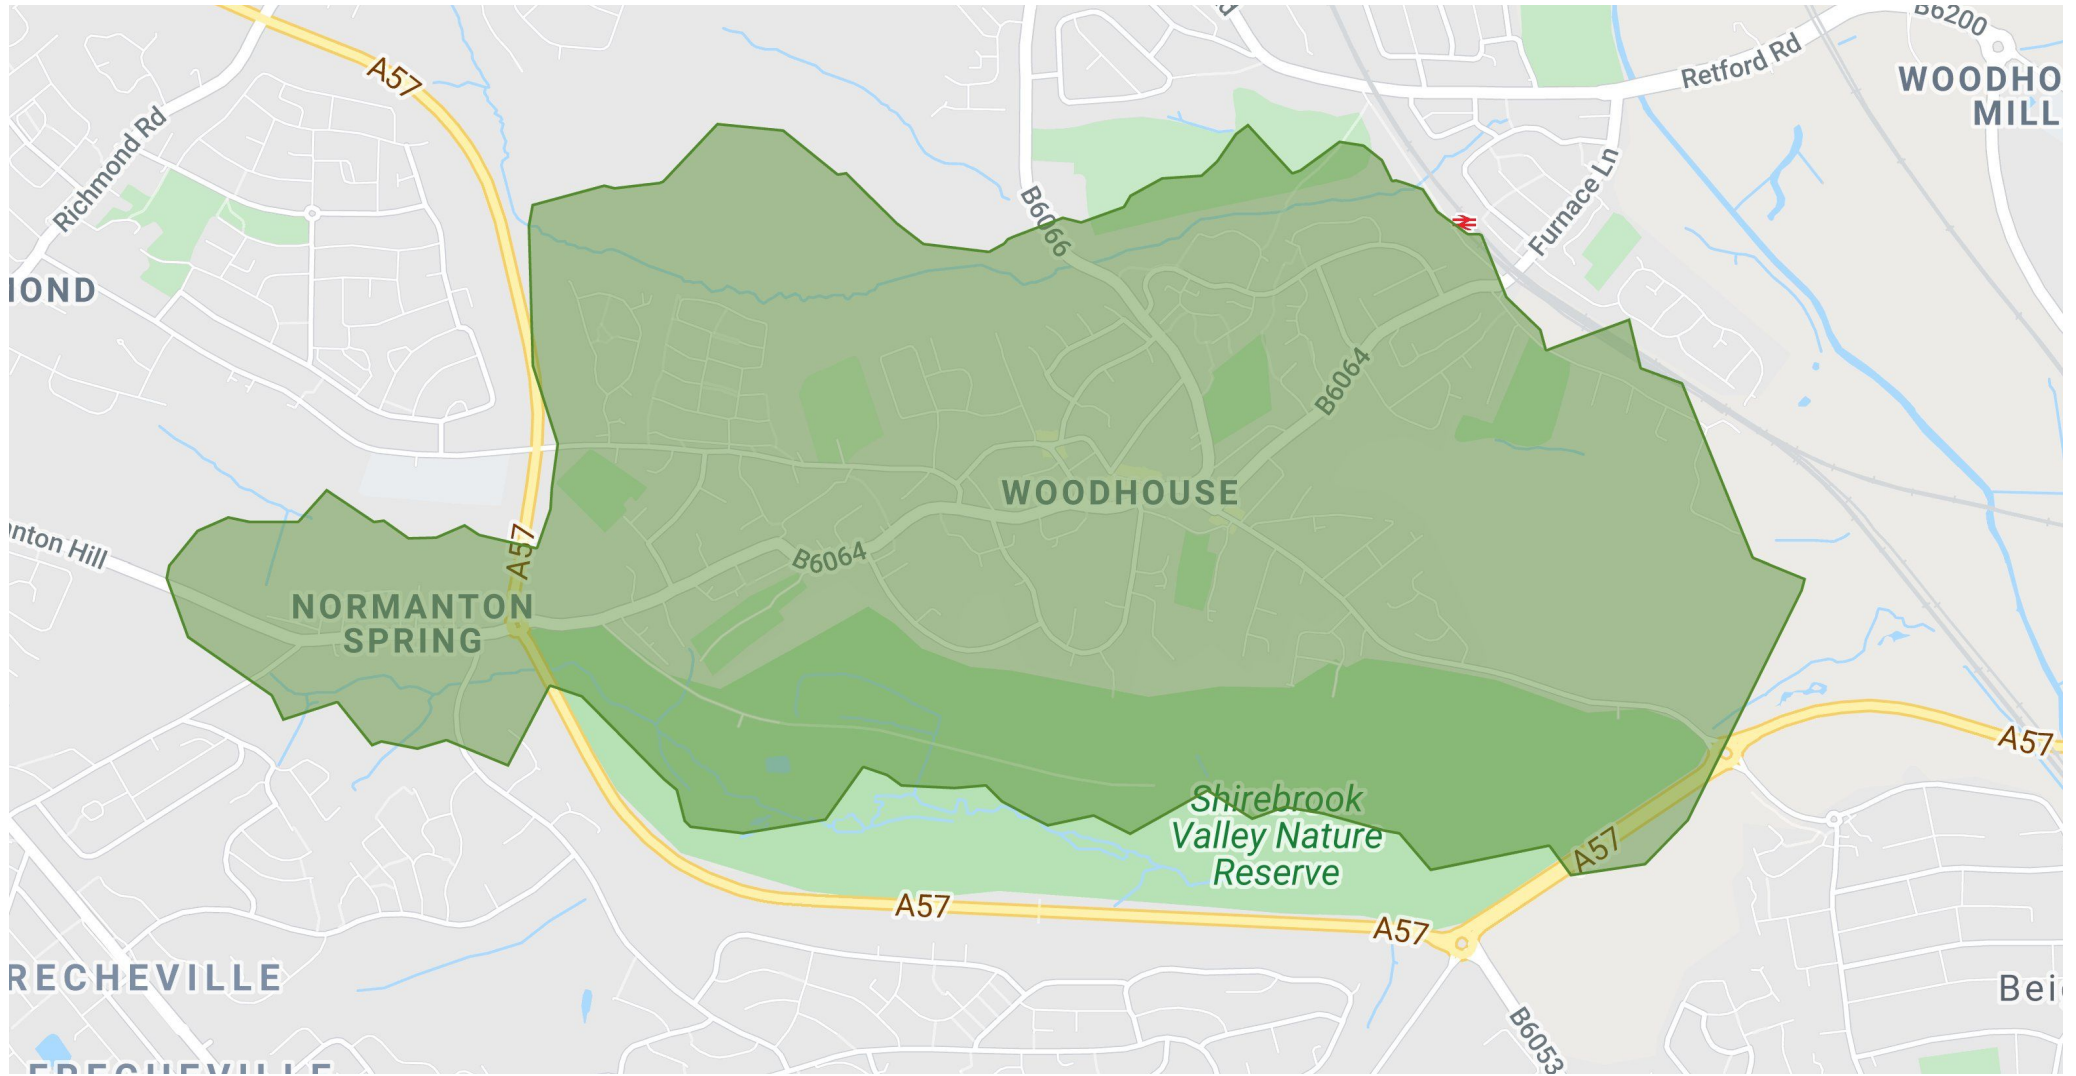 B6200
A57
Retford Rd
WOODHO
MILL
Richmond Rd
Furnace Ln
B6066
IOND
B6064
WOODHOUSE
nton Hill
A57
B6064
NORMANTON
SPRING
A57
Shirebrook
Valley Nature
Reserve
A57
A57
A57
RECHEVILLE
Bei
B6053
FRECHEVILLE